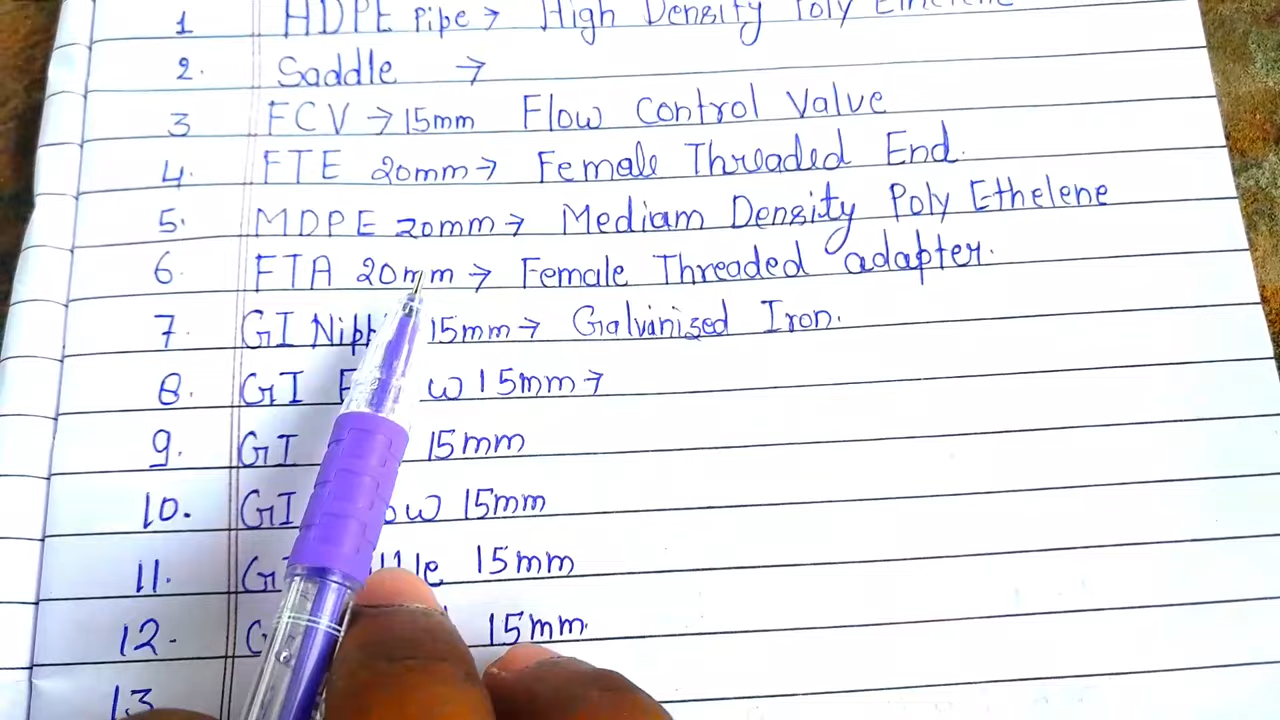 1 HDPE Pipe → High Density Poly Ethelene
2. Saddle →
3 FCV → 15mm Flow Control Valve
4. FTE 20mm → Female Threaded End.
5. MDPE 20mm → Mediam Density Poly Ethelene
6. FTA 20mm → Female Threaded adapter.
7. GI 15mm → Galvanized Iron.
8. GI 15mm →
9. GI 15mm
10. GI 15mm
11. 15mm
12. 15mm.
13